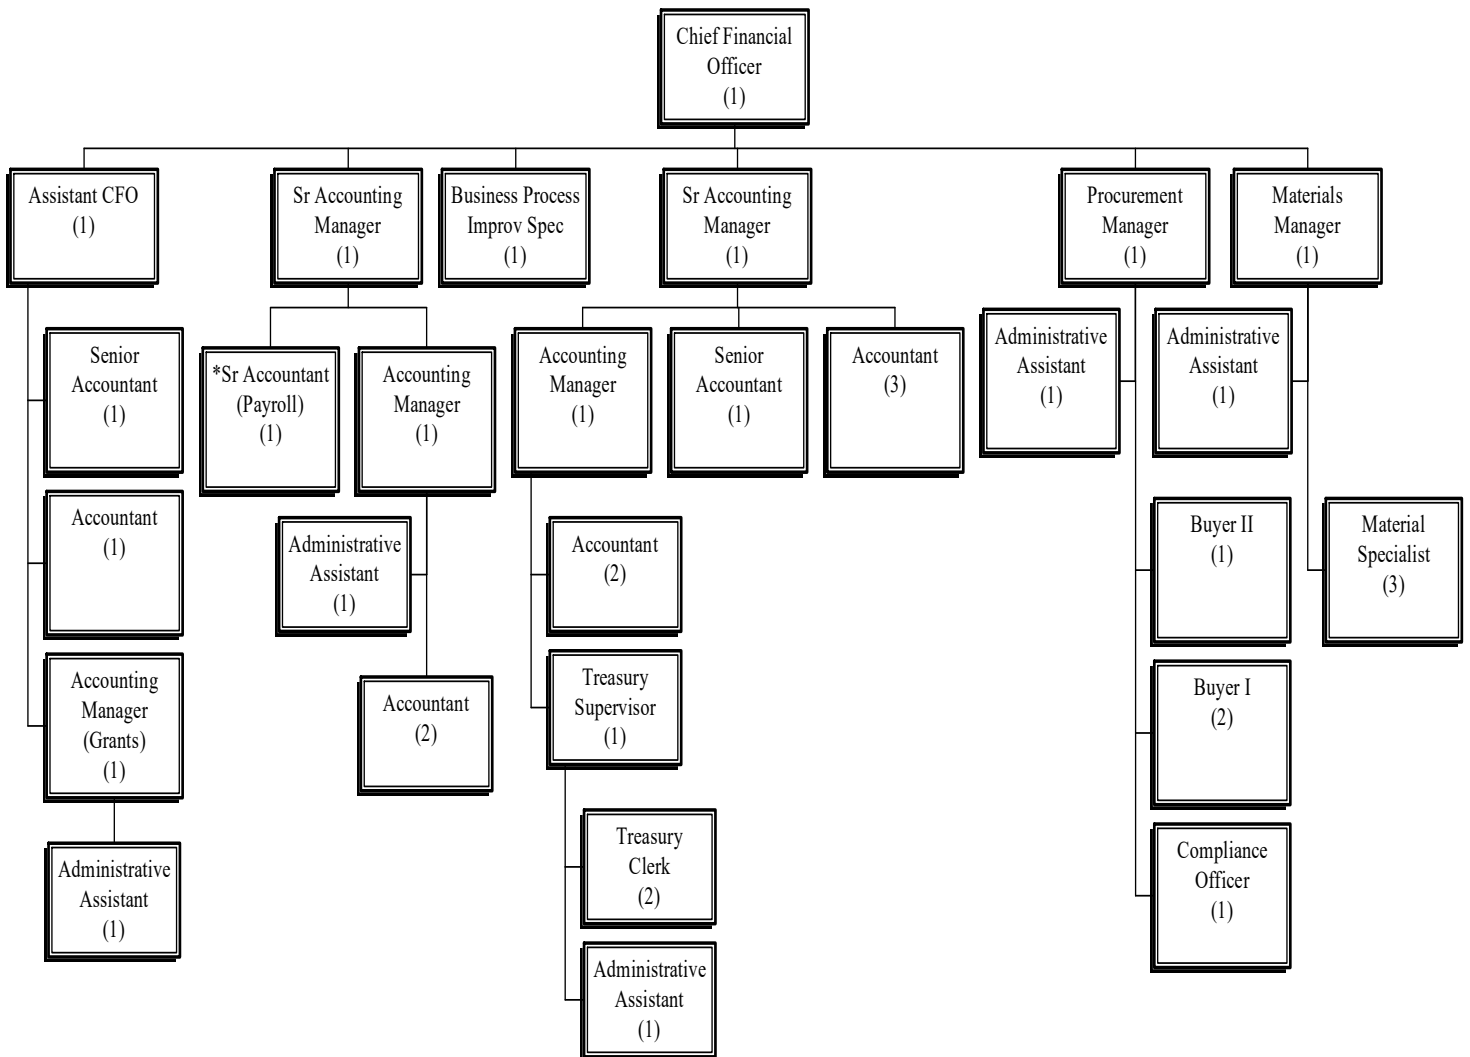 Chief Financial
Officer
(1)
Assistant CFO
(1)
Sr Accounting
Manager
(1)
Business Process
Improv Spec
(1)
Sr Accounting
Manager
(1)
Procurement
Manager
(1)
Materials
Manager
(1)
Senior
Accountant
(1)
*Sr Accountant
(Payroll)
(1)
Accounting
Manager
(1)
Accounting
Manager
(1)
Senior
Accountant
(1)
Accountant
(3)
Administrative
Assistant
(1)
Administrative
Assistant
(1)
Accountant
(1)
Administrative
Assistant
(1)
Accountant
(2)
Buyer II
(1)
Material
Specialist
(3)
Accounting
Manager
(Grants)
(1)
Accountant
(2)
Treasury
Supervisor
(1)
Buyer I
(2)
Administrative
Assistant
(1)
Treasury
Clerk
(2)
Compliance
Officer
(1)
Administrative
Assistant
(1)